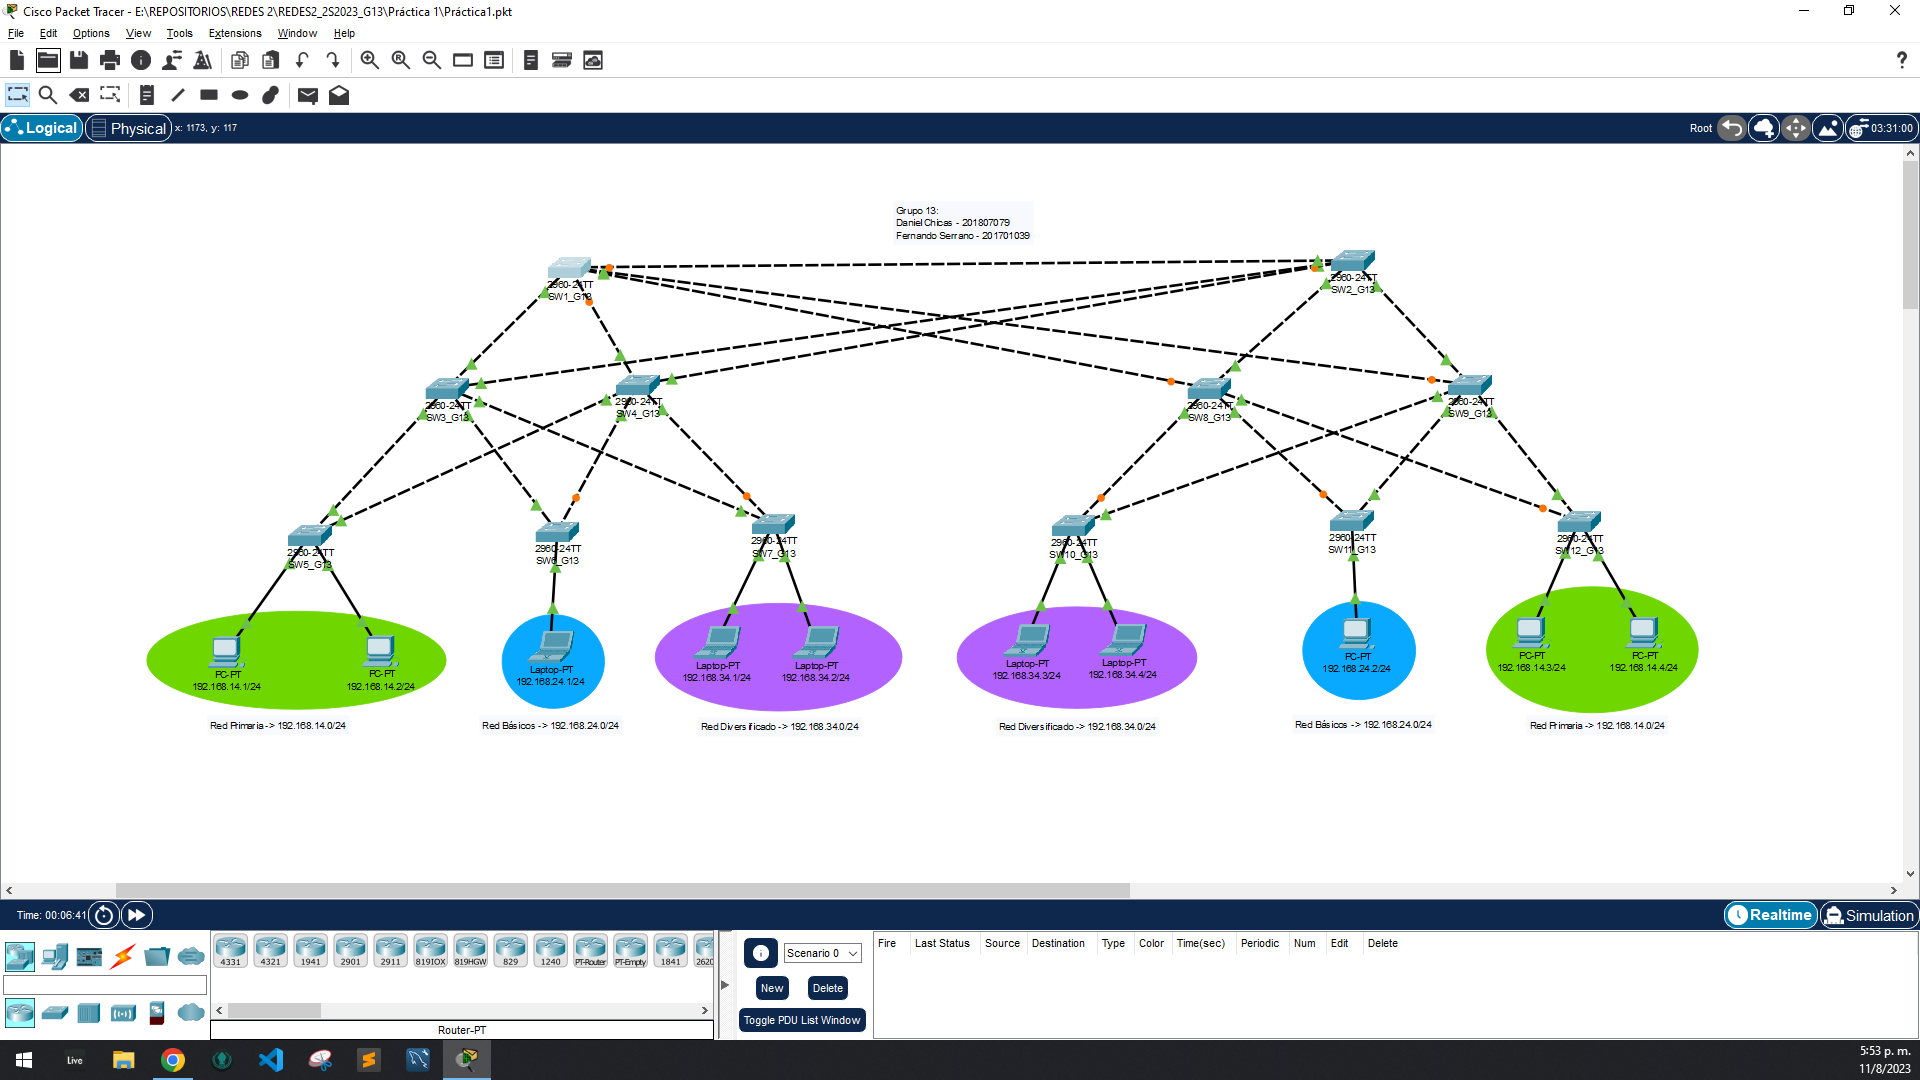 Cisco Packet Tracer - E:\REPOSITORIOS\REDES 2\REDES2_2S2023_G13\Práctica 1\Práctica1.pkt
File Edit Options View Tools Extensions Window Help
?
Logical Physical x: 1173, y: 117 Root 03:31:00
Grupo 13:
Daniel Chicas - 201807079
Fernando Serrano - 201701039
2960-24TT
SW1_G13
2960-24TT
SW2_G13
2960-24TT
SW3_G13
2960-24TT
SW4_G13
2960-24TT
SW8_G13
2960-24TT
SW9_G13
2960-24TT
SW5_G13
2960-24TT
SW6_G13
2960-24TT
SW7_G13
2960-24TT
SW10_G13
2960-24TT
SW11_G13
2960-24TT
SW12_G13
PC-PT
192.168.14.1/24
PC-PT
192.168.14.2/24
Laptop-PT
192.168.24.1/24
Laptop-PT
192.168.34.1/24
Laptop-PT
192.168.34.2/24
Laptop-PT
192.168.34.3/24
Laptop-PT
192.168.34.4/24
PC-PT
192.168.24.2/24
PC-PT
192.168.14.3/24
PC-PT
192.168.14.4/24
Red Primaria -> 192.168.14.0/24
Red Básicos -> 192.168.24.0/24
Red Diversificado -> 192.168.34.0/24
Red Diversificado -> 192.168.34.0/24
Red Básicos -> 192.168.24.0/24
Red Primaria -> 192.168.14.0/24
Time: 00:06:41 Realtime Simulation
4331 4321 1941 2901 2911 819IOX 819HGW 829 1240 PT-Router PT-Empty 1841 2620
Router-PT
Scenario 0
New Delete
Toggle PDU List Window
Fire Last Status Source Destination Type Color Time(sec) Periodic Num Edit Delete
Live
5:53 p. m.
11/8/2023